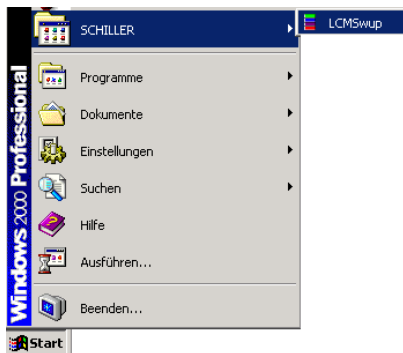 SCHILLER
LCMSwup
Programme
Dokumente
Einstellungen
Suchen
Hilfe
Ausführen...
Beenden...
Windows 2000 Professional
Start